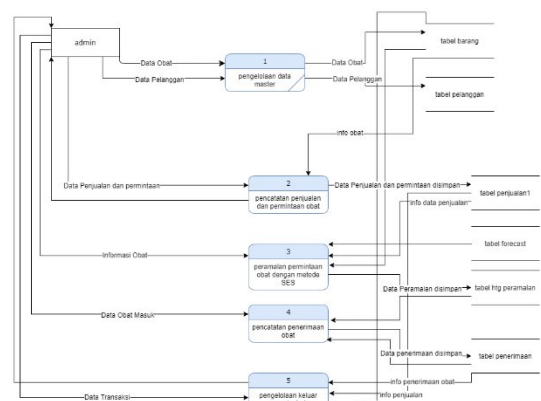 admin
Data Obat
1
Data Obat
tabel barang
Data Pelanggan
pengelolaan data
master
Data Pelanggan
tabel pelanggan
info obat
Data Penjualan dan permintaan
2
Data Penjualan dan permintaan disimpan
tabel penjualan1
pencatatan penjualan
dan permintaan obat
info data penjualan
3
tabel forecast
Informasi Obat
peramalan permintaan
obat dengan metode
SES
Data Peramalan disimpan
tabel htg peramalan
4
Data Obat Masuk
pencatatan penerimaan
obat
Data penerimaan disimpan
tabel penerimaan
5
info penerimaan obat
Data Transaksi
pengelolaan keluar
info penjualan